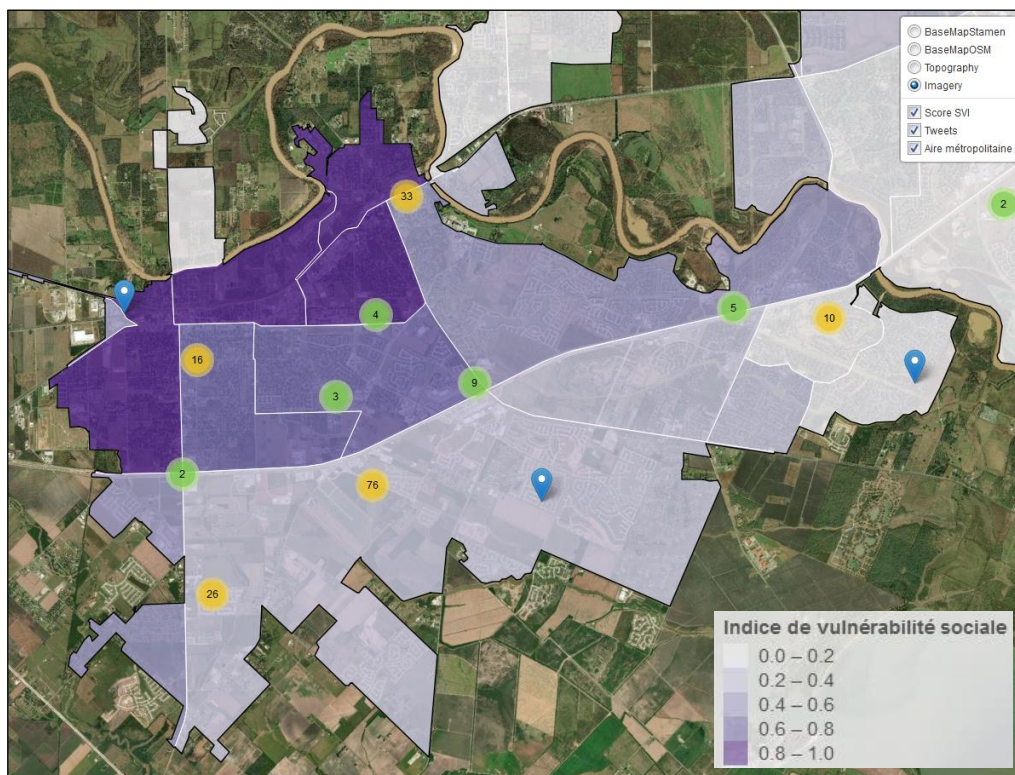 BaseMapStamen
BaseMapOSM
Topography
Imagery
Score SVI
Tweets
Aire métropolitaine
2
33
4
5
10
16
9
3
2
76
26
Indice de vulnérabilité sociale
0.0 – 0.2
0.2 – 0.4
0.4 – 0.6
0.6 – 0.8
0.8 – 1.0